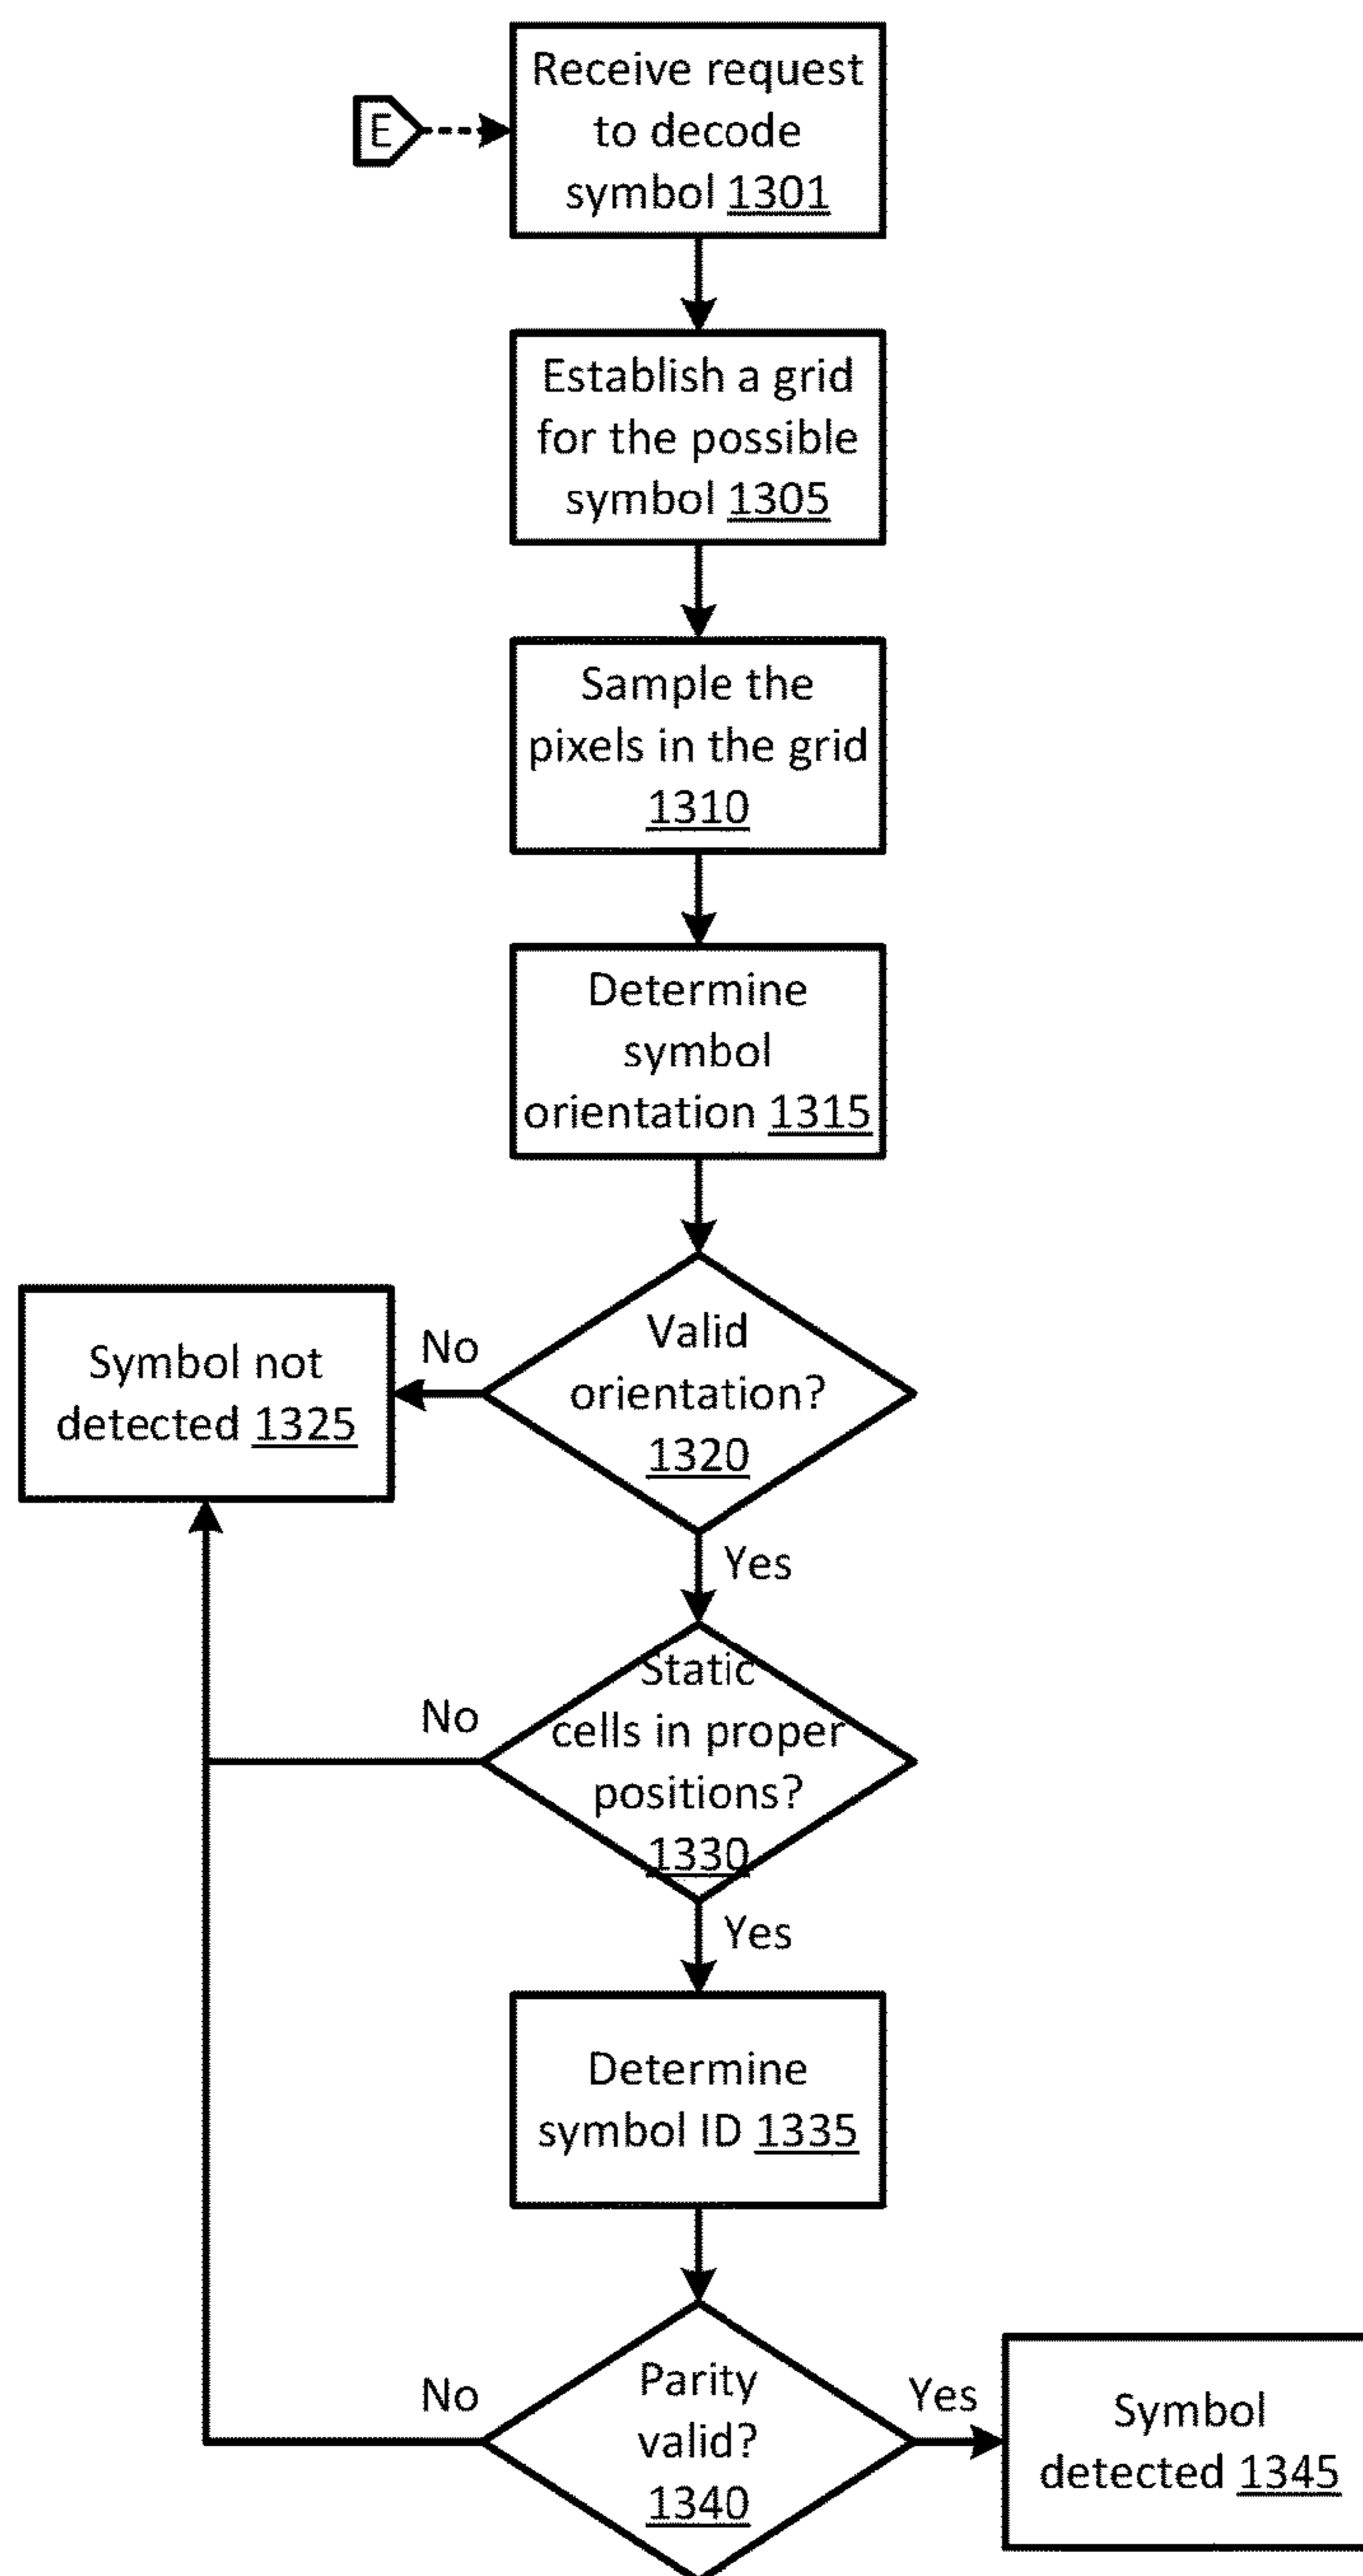 Receive request
E
to decode
symbol 1301
Establish a grid
for the possible
symbol 1305
Sample the
pixels in the grid
1310
Determine
symbol
orientation 1315
Valid
orientation?
1320
No
Symbol not
detected 1325
Yes
Static
cells in proper
positions?
1330
No
Yes
Determine
symbol ID 1335
Parity
valid?
1340
No
Yes
Symbol
detected 1345